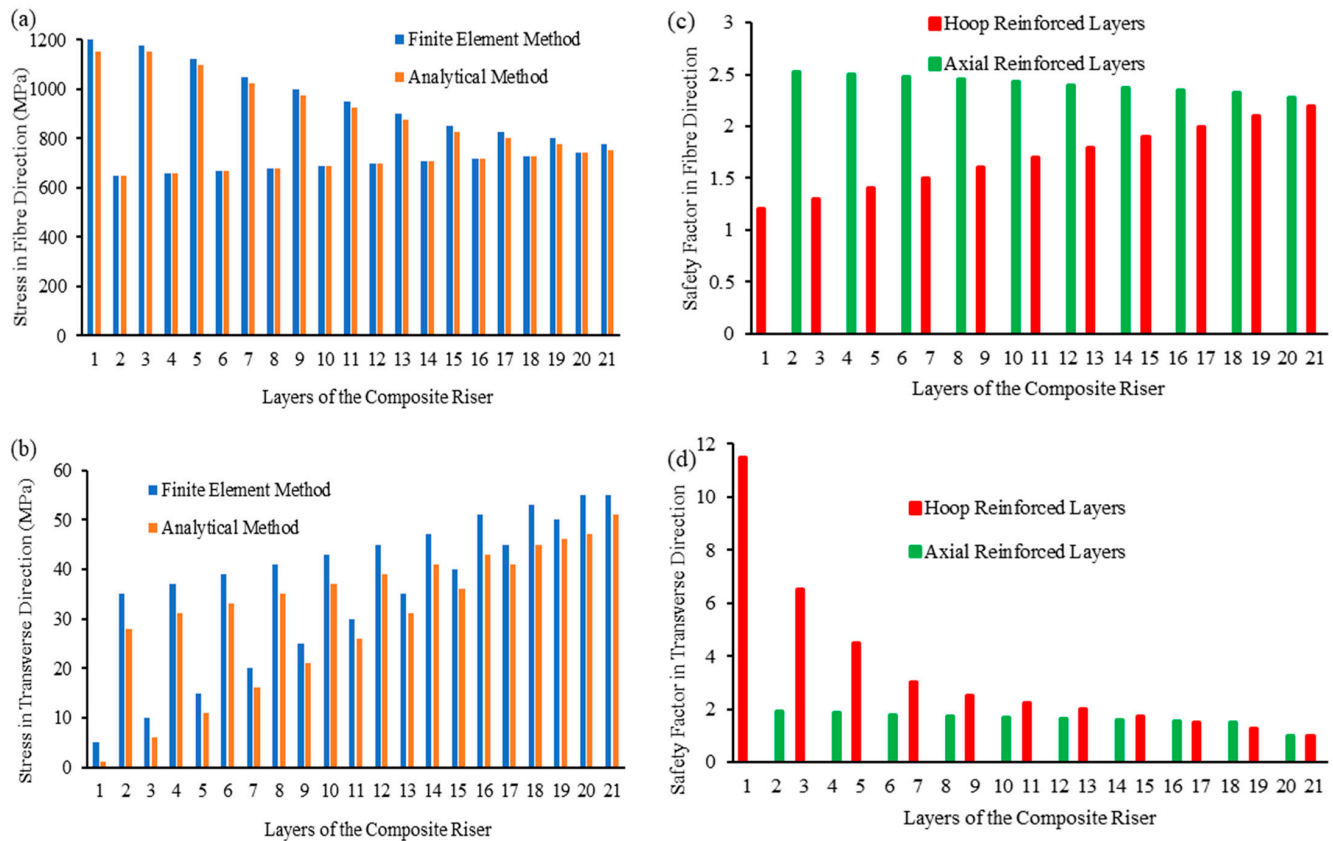 (a)
Stress in Fibre Direction (MPa)
1200
1000
800
600
400
200
0
Finite Element Method
Analytical Method
1 2 3 4 5 6 7 8 9 10 11 12 13 14 15 16 17 18 19 20 21
Layers of the Composite Riser
(c)
Safety Factor in Fibre Direction
3
2.5
2
1.5
1
0.5
0
Hoop Reinforced Layers
Axial Reinforced Layers
1 2 3 4 5 6 7 8 9 10 11 12 13 14 15 16 17 18 19 20 21
Layers of the Composite Riser
(b)
Stress in Transverse Direction (MPa)
60
50
40
30
20
10
0
Finite Element Method
Analytical Method
1 2 3 4 5 6 7 8 9 10 11 12 13 14 15 16 17 18 19 20 21
Layers of the Composite Riser
(d)
Safety Factor in Transverse Direction
12
10
8
6
4
2
0
Hoop Reinforced Layers
Axial Reinforced Layers
1 2 3 4 5 6 7 8 9 10 11 12 13 14 15 16 17 18 19 20 21
Layers of the Composite Riser